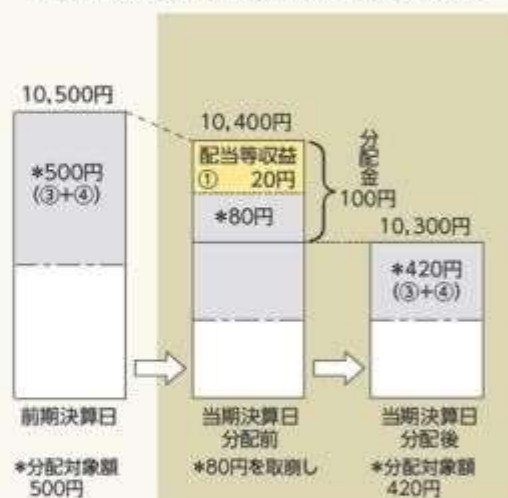 10,500円
*500円
(③+④)
10,400円
配当等収益
① 20円
*80円
分配金
100円
10,300円
*420円
(③+④)
前期決算日
当期決算日
分配前
当期決算日
分配後
*分配対象額
500円
*80円を取崩し
*分配対象額
420円